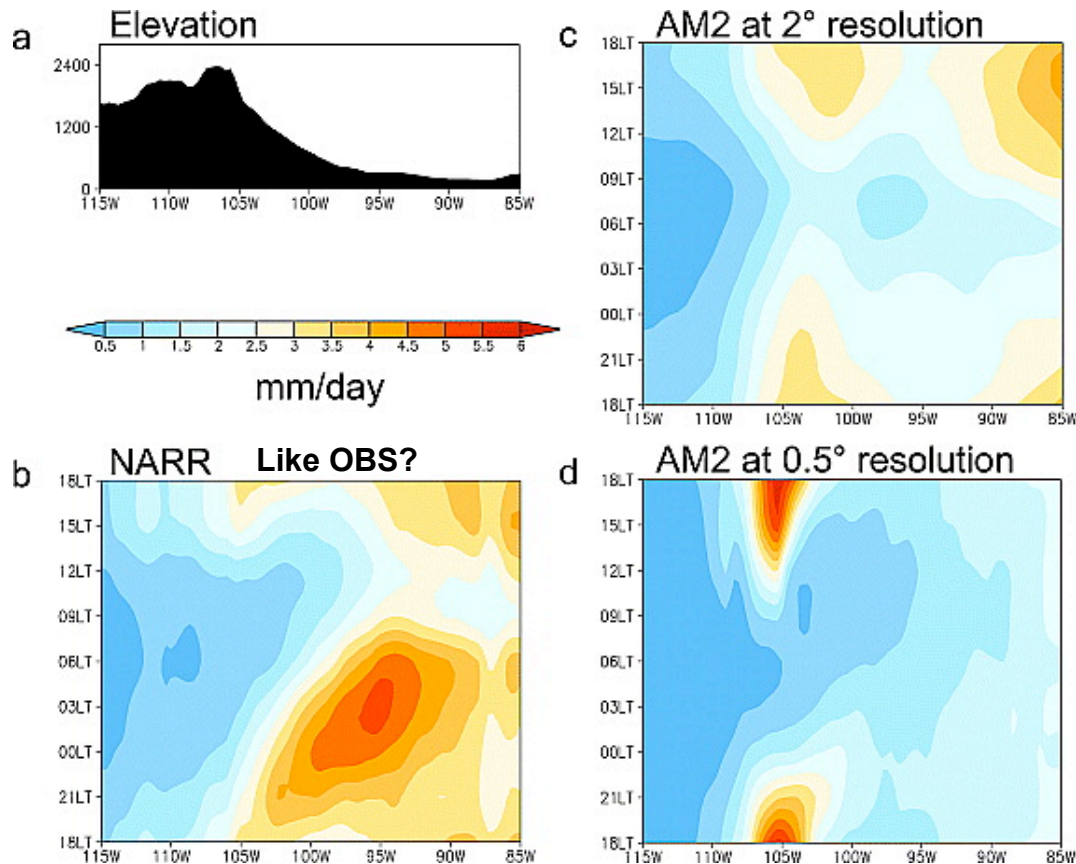 a
Elevation
2400
1200
0
115W 110W 105W 100W 95W 90W 85W
0.5 1 1.5 2 2.5 3 3.5 4 4.5 5 5.5 6
mm/day
c
AM2 at 2° resolution
18LT
15LT
12LT
09LT
06LT
03LT
00LT
21LT
18LT
115W 110W 105W 100W 95W 90W 85W
b
NARR Like OBS?
18LT
15LT
12LT
09LT
06LT
03LT
00LT
21LT
18LT
115W 110W 105W 100W 95W 90W 85W
d
AM2 at 0.5° resolution
18LT
15LT
12LT
09LT
06LT
03LT
00LT
21LT
18LT
115W 110W 105W 100W 95W 90W 85W